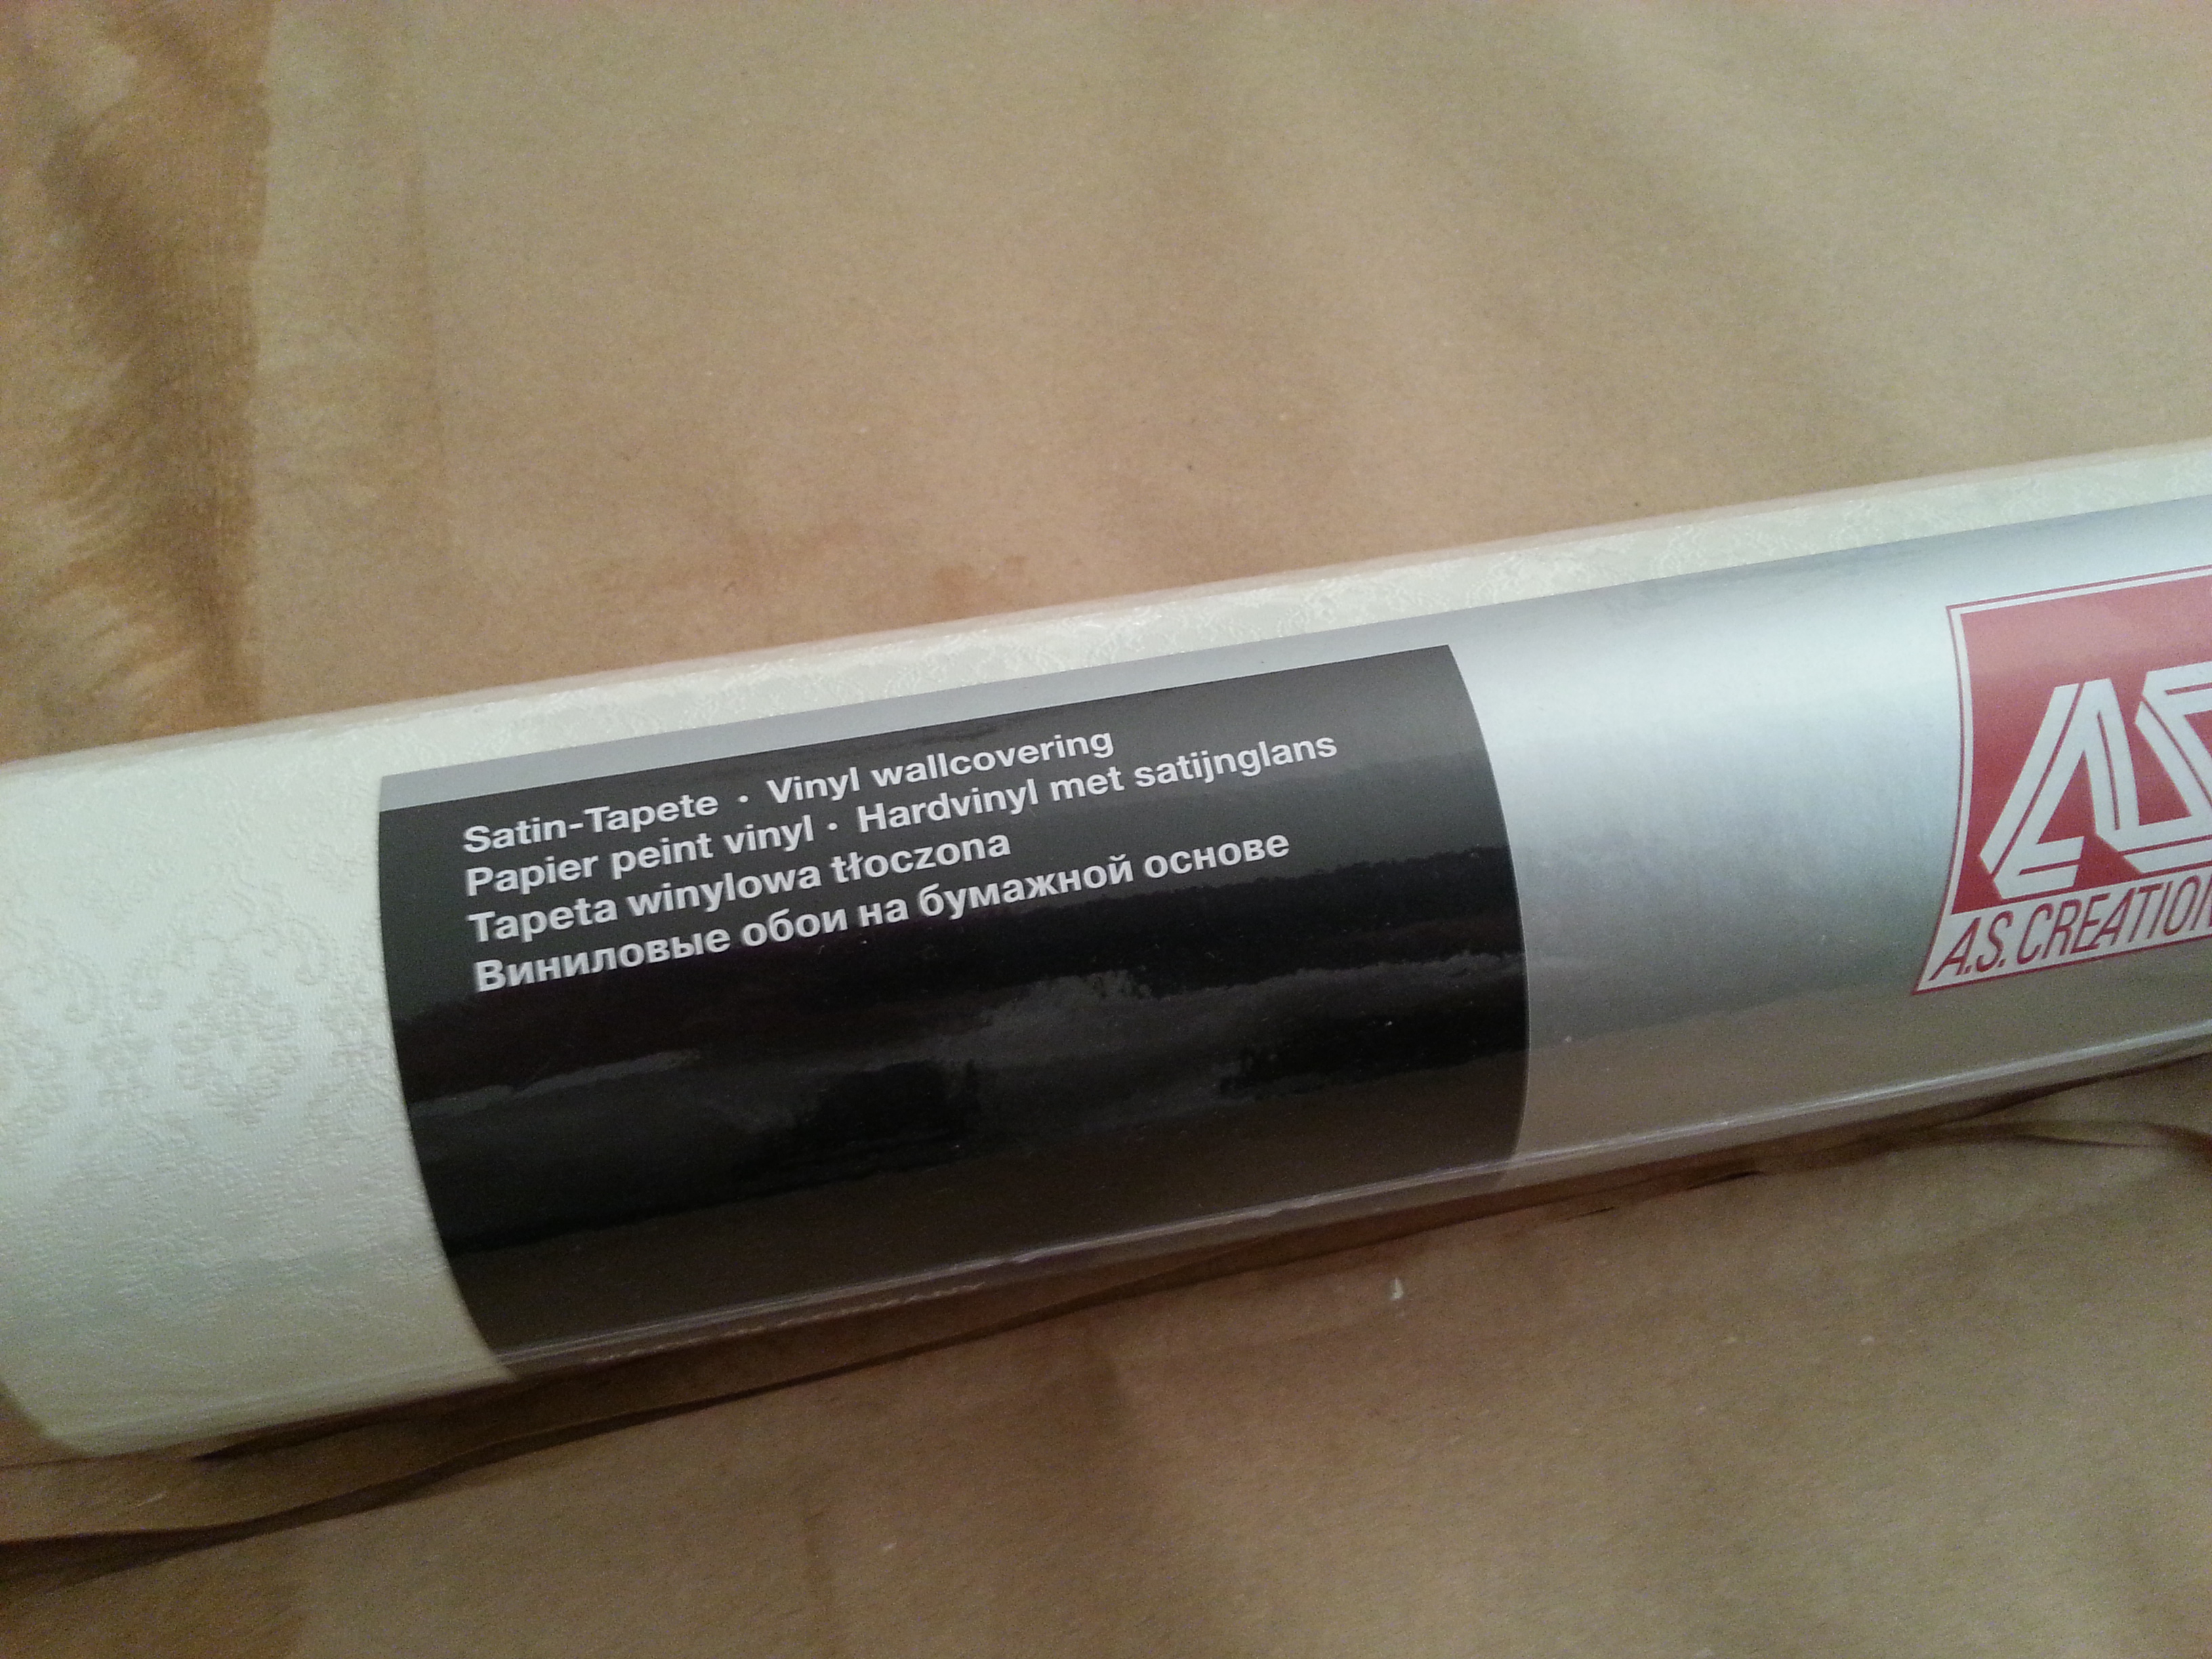 Satin-Tapete · Vinyl wallcovering
Papier peint vinyl · Hardvinyl met satijnglans
Tapeta winylowa tłoczona
Виниловые обои на бумажной основе
AS
A.S. CREATION